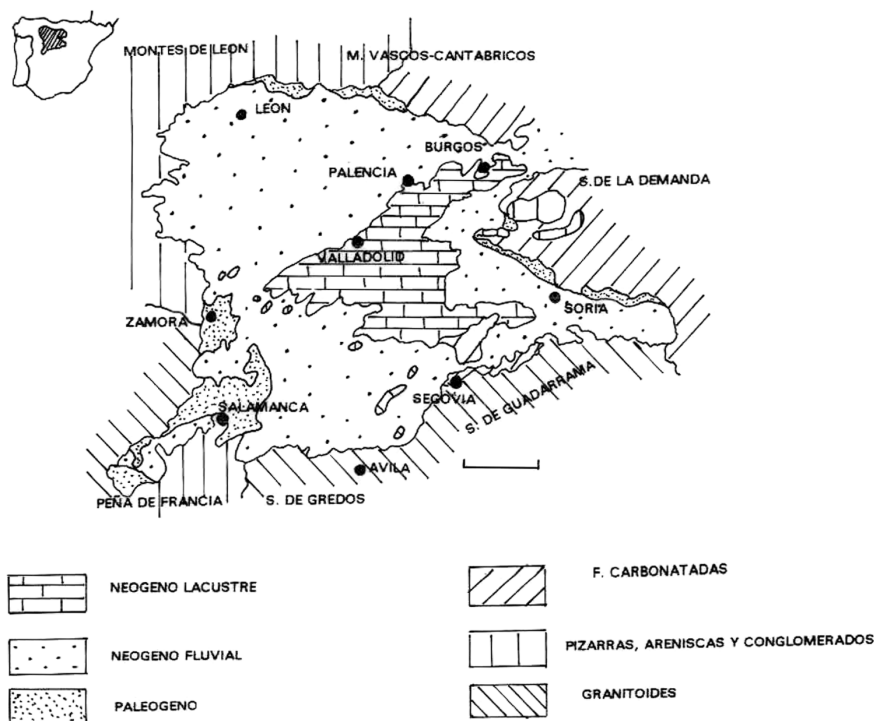 MONTES DE LEON
M. VASCOS-CANTABRICOS
LEON
BURGOS
PALENCIA
S. DE LA DEMANDA
VALLADOLID
ZAMORA
SORIA
SEGOVIA
S. DE GUADARRAMA
SALAMANCA
AVILA
PEÑA DE FRANCIA
S. DE GREDOS
NEOGENO LACUSTRE
NEOGENO FLUVIAL
PALEOGENO
F. CARBONATADAS
PIZARRAS, ARENISCAS Y CONGLOMERADOS
GRANITOIDES